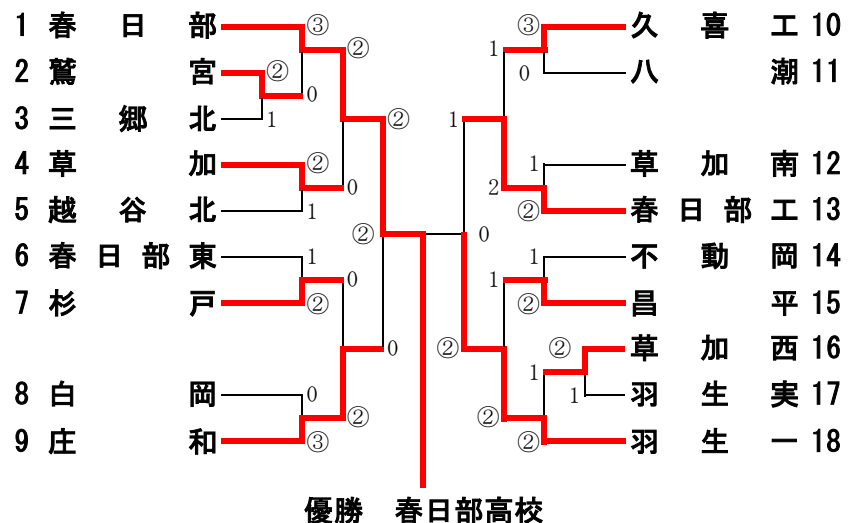 1 春日部 ③ ③ 久喜工 10
② 1
2 鷲宮 ② 0 八潮 11
0
3 三郷北 1 ② 1
4 草加 ② 1 草加南 12
0 2
5 越谷北 1 ② 春日部工 13
② 0
6 春日部東 1 1 不動岡 14
0 1
7 杉戸 ② ② 昌平 15
0 ② ② 草加西 16
1
8 白岡 0 1 羽生実 17
② ②
9 庄和 ③ ② 羽生一 18
優勝 春日部高校